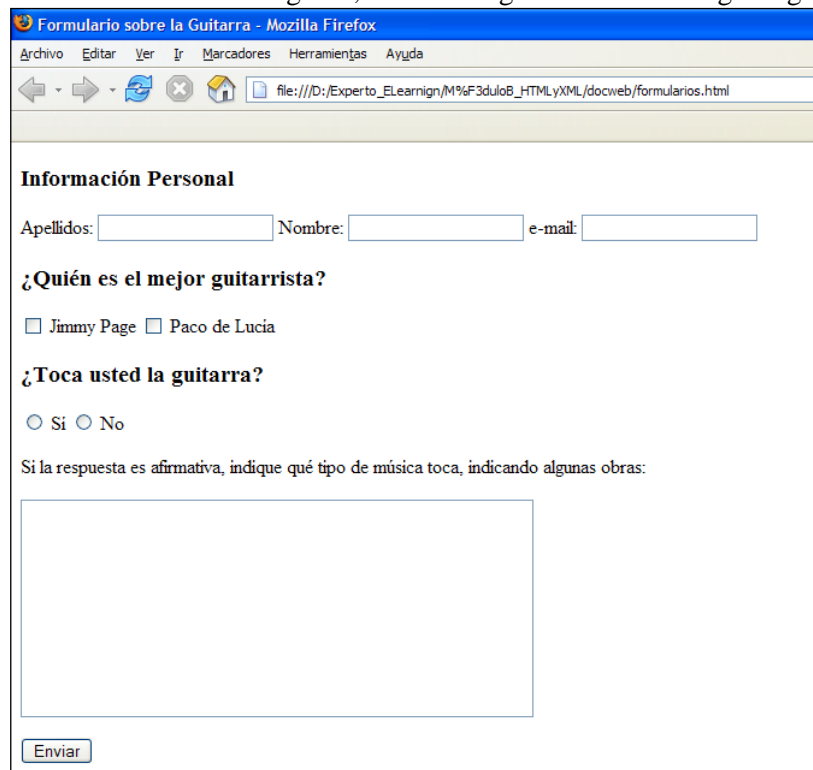 Formulario sobre la Guitarra - Mozilla Firefox
Archivo Editar Ver Ir Marcadores Herramientas Ayuda
file:///D:/Experto_ELearnign/M%F3duloB_HTMLyXML/docweb/formularios.html
Información Personal
Apellidos: Nombre: e-mail:
¿Quién es el mejor guitarrista?
Jimmy Page Paco de Lucía
¿Toca usted la guitarra?
Sí No
Si la respuesta es afirmativa, indique qué tipo de música toca, indicando algunas obras:
Enviar